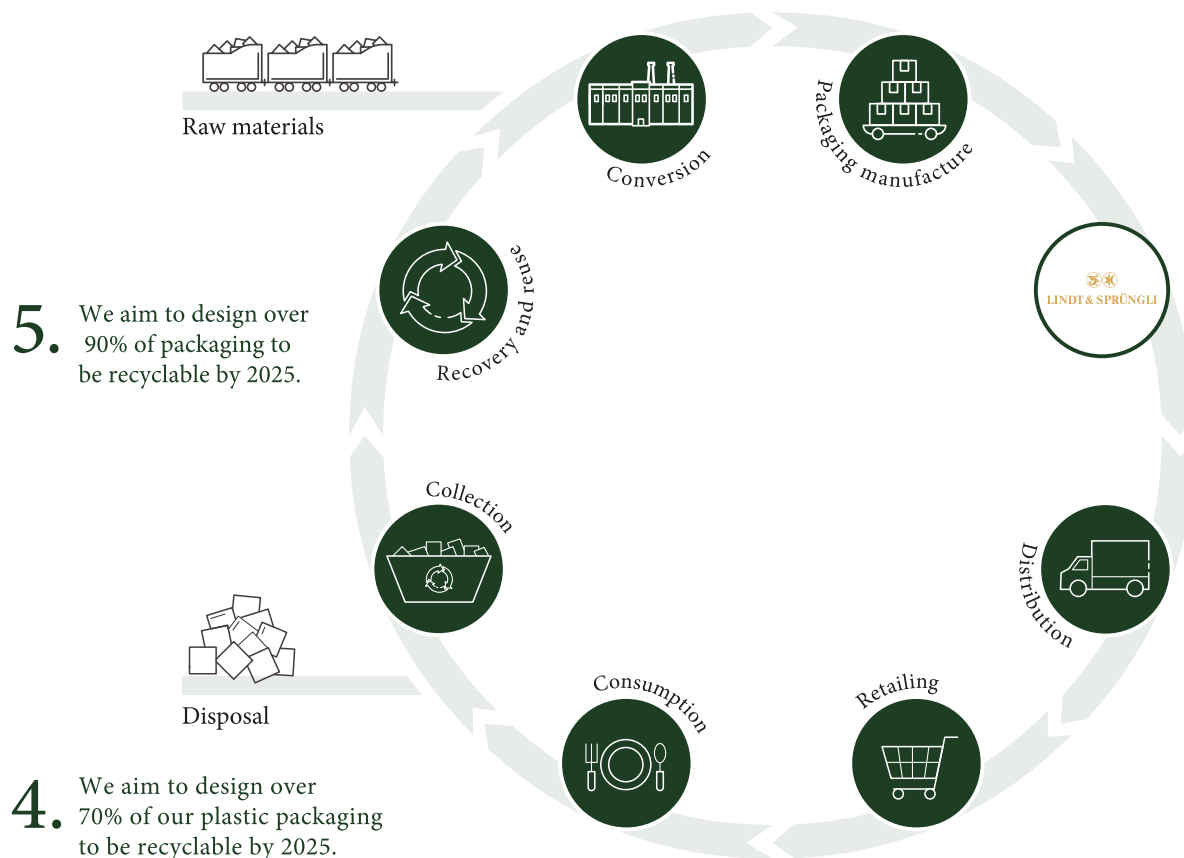 Raw materials
Conversion
Packaging manufacture
LINDT & SPRÜNGLI
Recovery and reuse
5.
We aim to design over
90% of packaging to
be recyclable by 2025.
Collection
Distribution
Disposal
Consumption
Retailing
4.
We aim to design over
70% of our plastic packaging
to be recyclable by 2025.